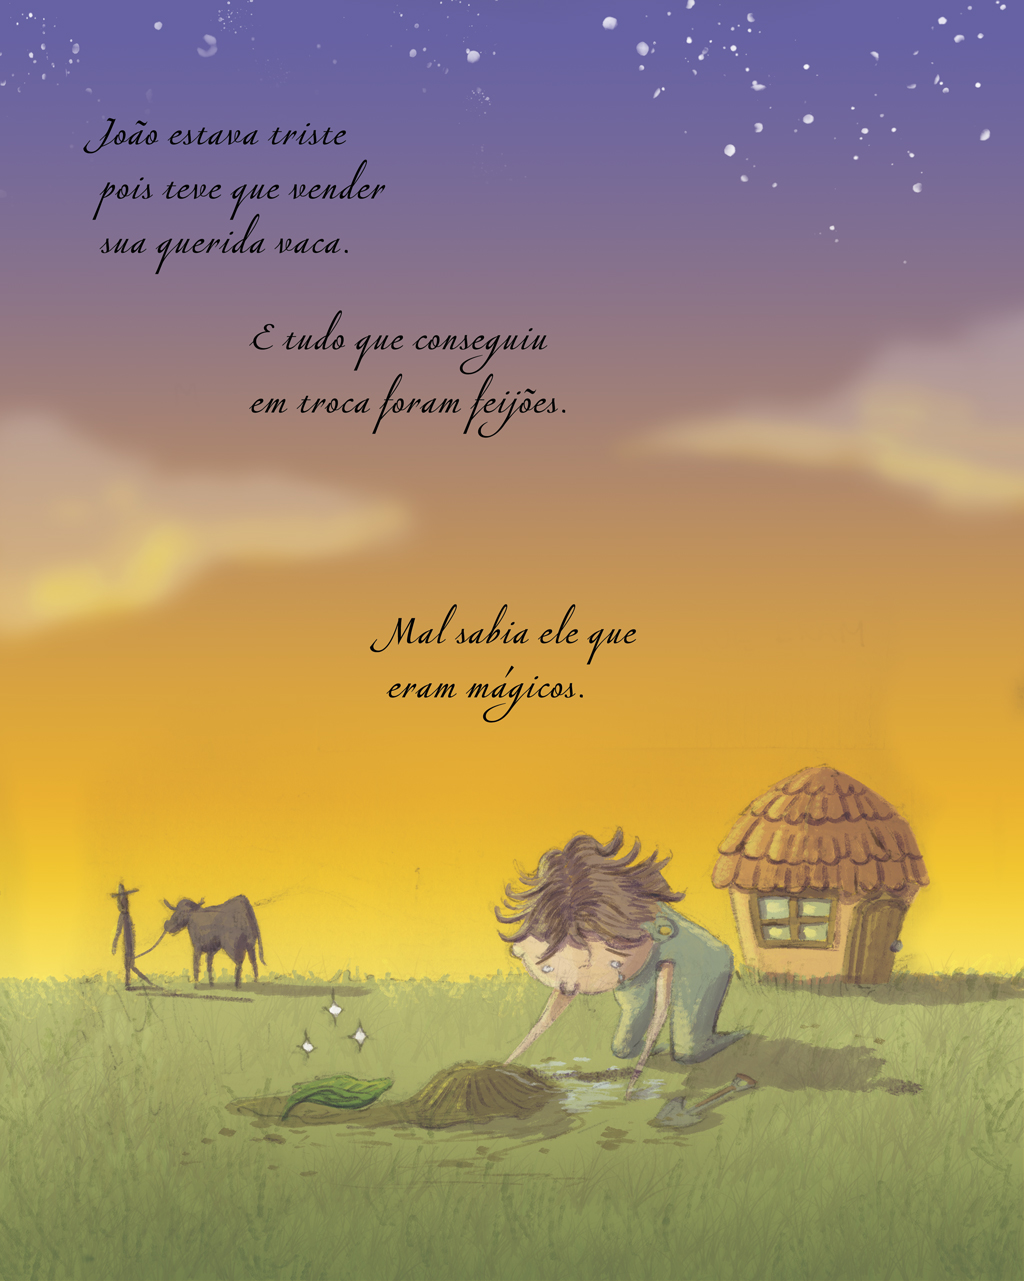 João estava triste
pois teve que vender
sua querida vaca.
E tudo que conseguiu
em troca foram feijões.
Mal sabia ele que
eram mágicos.